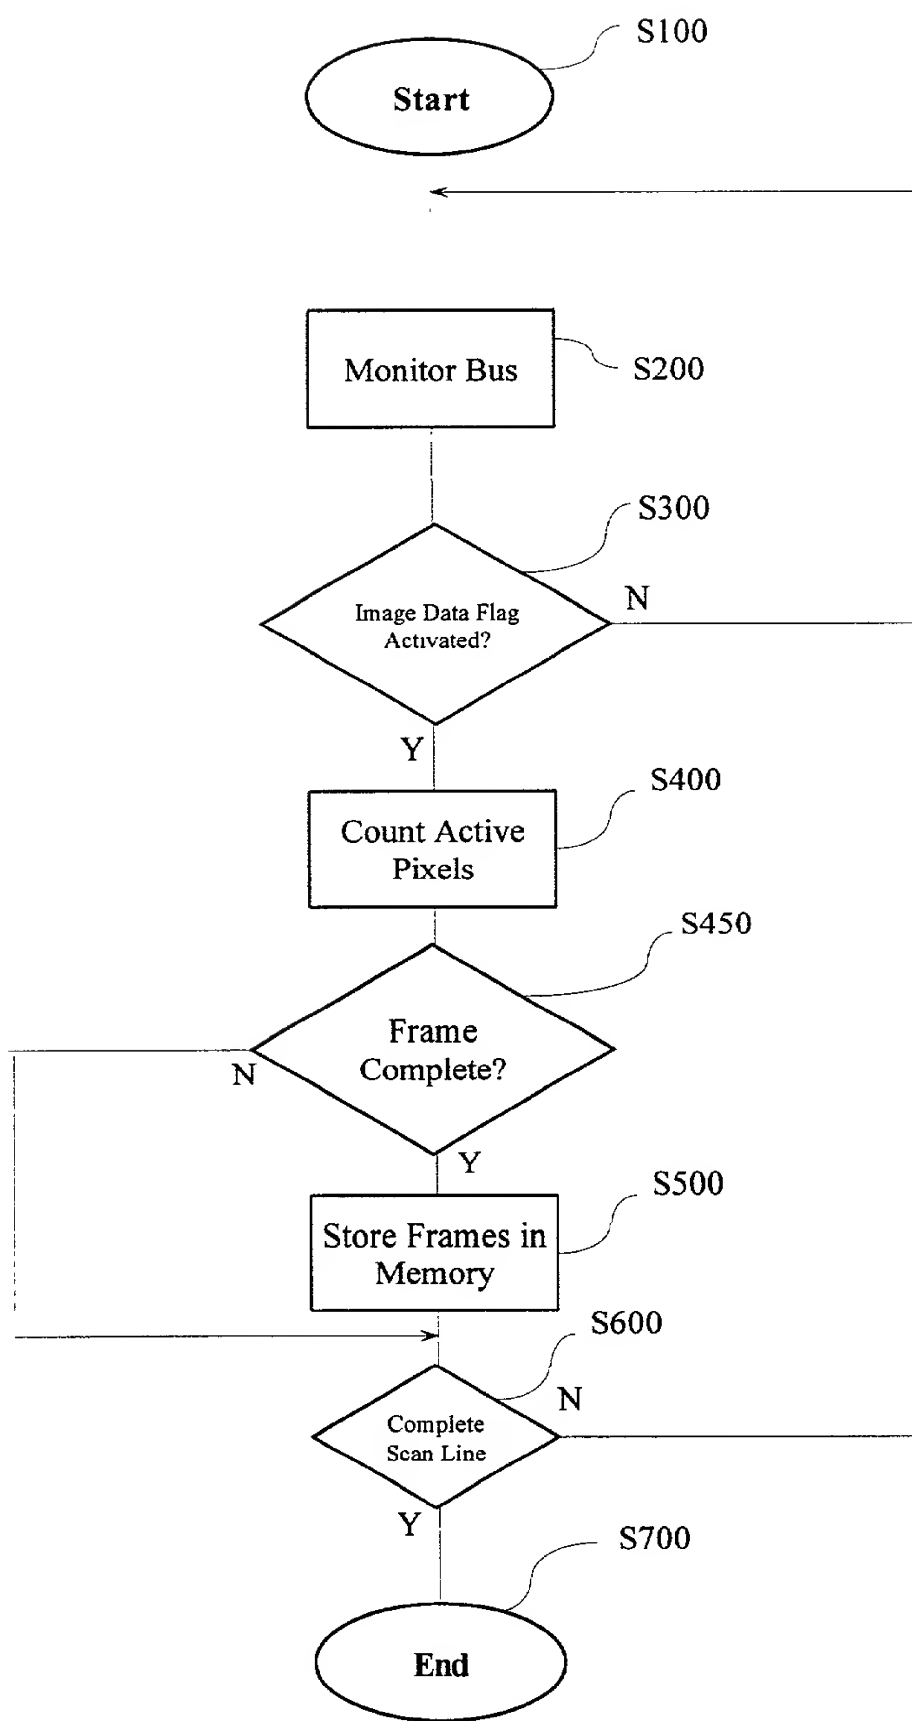 S100
Start
Monitor Bus
S200
S300
Image Data Flag
Activated?
N
Y
S400
Count Active
Pixels
S450
Frame
Complete?
N
Y
S500
Store Frames in
Memory
S600
N
Complete
Scan Line
Y
S700
End